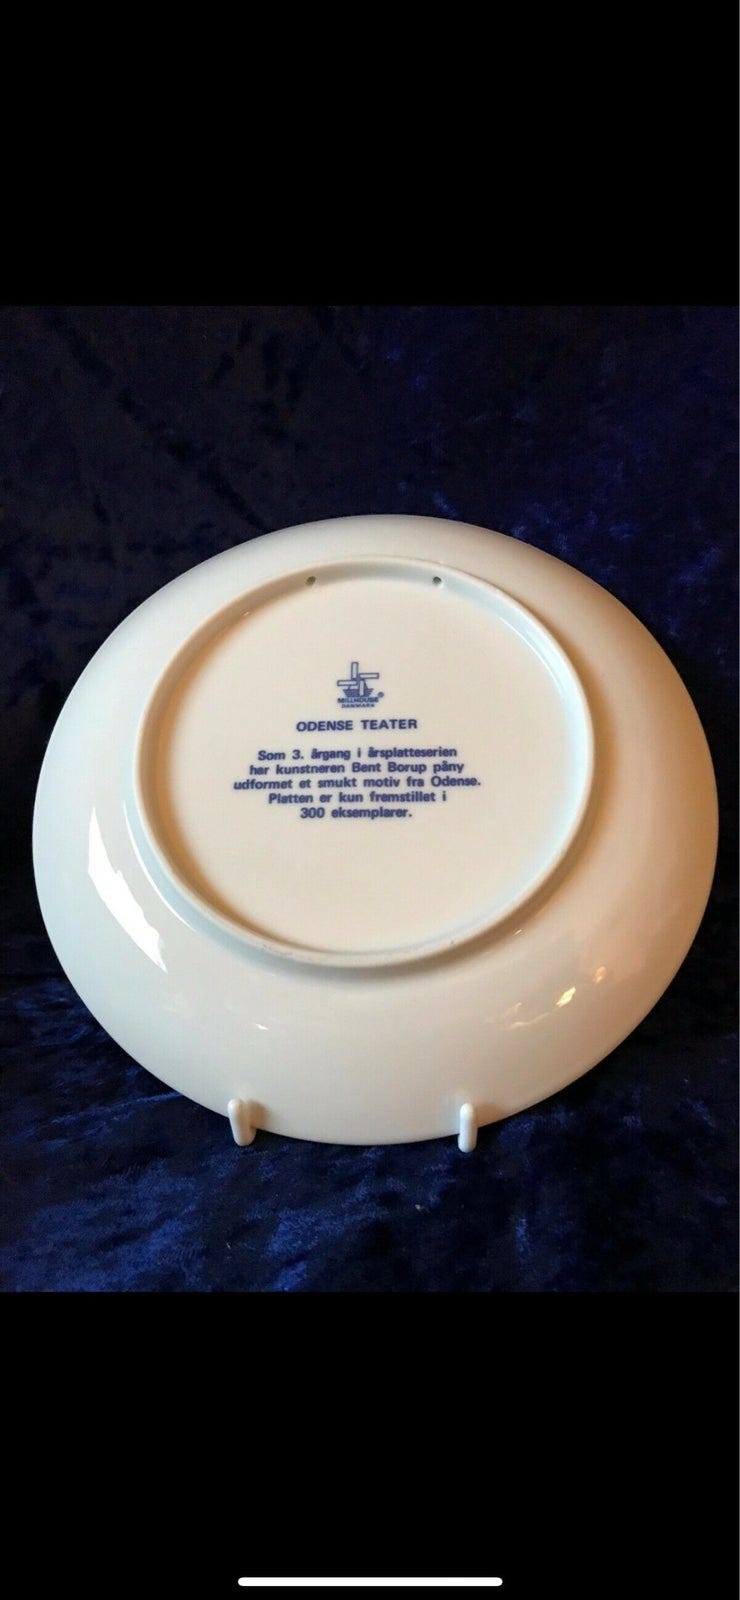 MILLHOUSE®
DANMARK
ODENSE TEATER
Som 3. årgang i årsplatteserien
har kunstneren Bent Borup påny
udformet et smukt motiv fra Odense.
Platten er kun fremstillet i
300 eksemplarer.